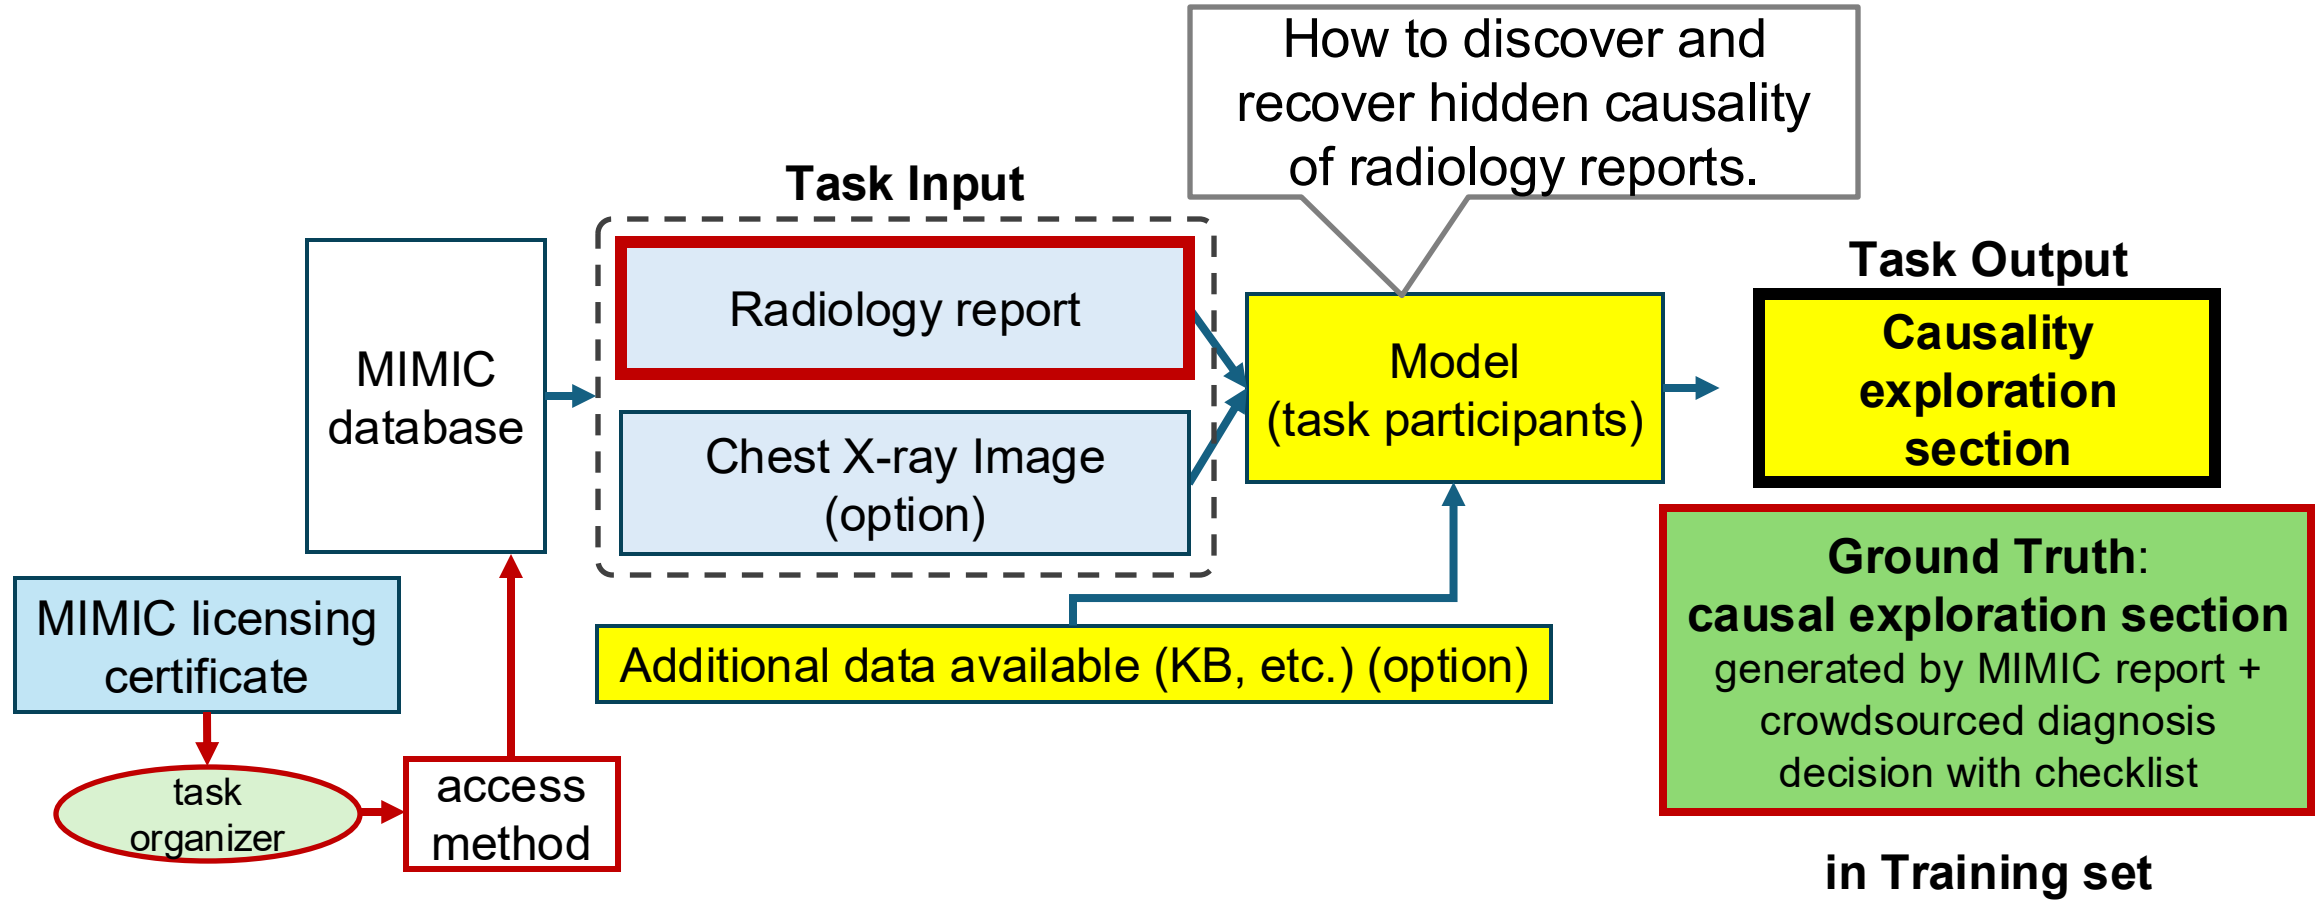 How to discover and
recover hidden causality
of radiology reports.
Task Input
Radiology report
Chest X-ray Image
(option)
MIMIC
database
Model
(task participants)
Task Output
Causality
exploration
section
MIMIC licensing
certificate
task
organizer
access
method
Additional data available (KB, etc.) (option)
Ground Truth:
causal exploration section
generated by MIMIC report +
crowdsourced diagnosis
decision with checklist
in Training set